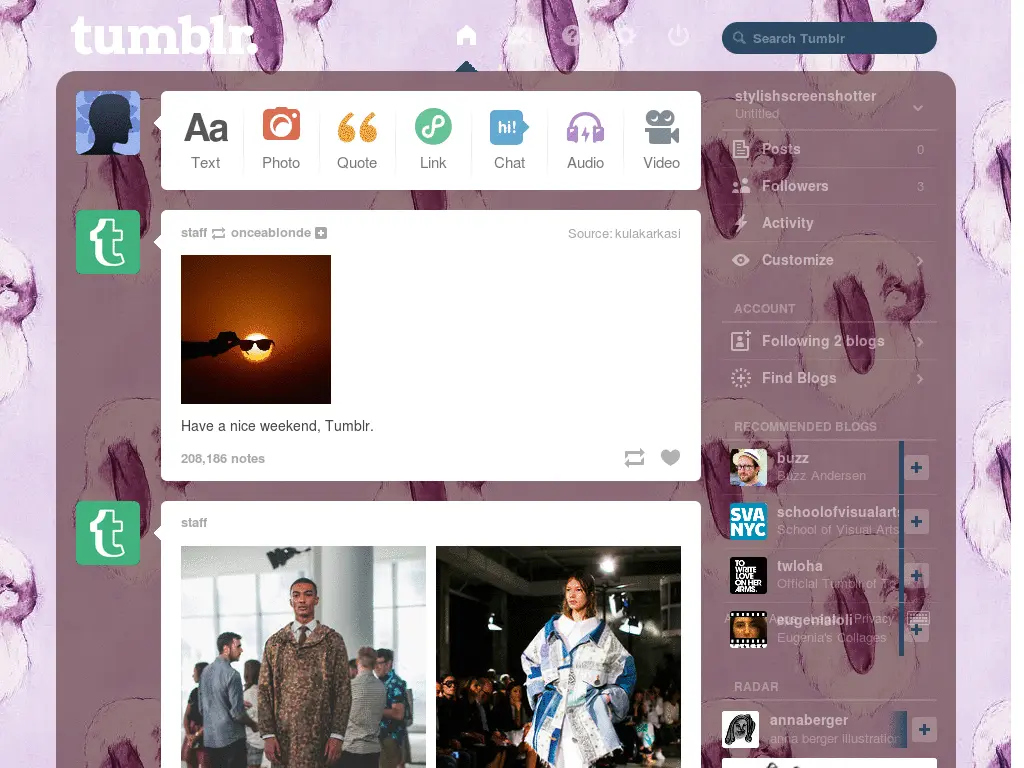 tumblr.
Search Tumblr
Aa
hi!
Text
Photo
Quote
Link
Chat
Audio
Video
staff onceablonde
Source: kulakarkasi
Have a nice weekend, Tumblr.
208,186 notes
staff
stylishscreenshotter
Untitled
Posts 0
Followers 3
Activity
Customize
ACCOUNT
Following 2 blogs
Find Blogs
RECOMMENDED BLOGS
buzz
Buzz Andersen
SVA
NYC
schoolofvisualarts
School of Visual Arts
TO
WRITE
LOVE
ON HER
ARMS.
twloha
Official Tumblr of T
eugenialoli
Privacy
Eugenia's Collages
RADAR
annaberger
anna berger illustration